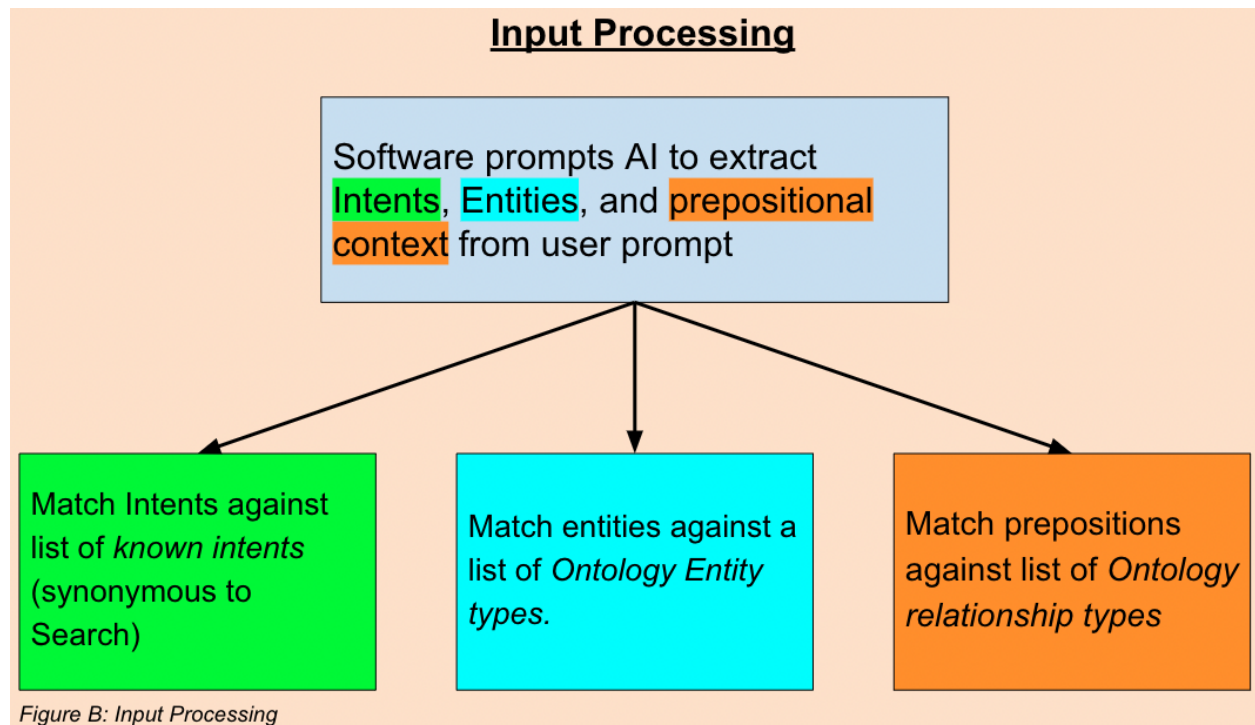 Input Processing
Software prompts AI to extract
Intents, Entities, and prepositional
context from user prompt
Match Intents against
list of known intents
(synonymous to
Search)
Match entities against a
list of Ontology Entity
types.
Match prepositions
against list of Ontology
relationship types
Figure B: Input Processing